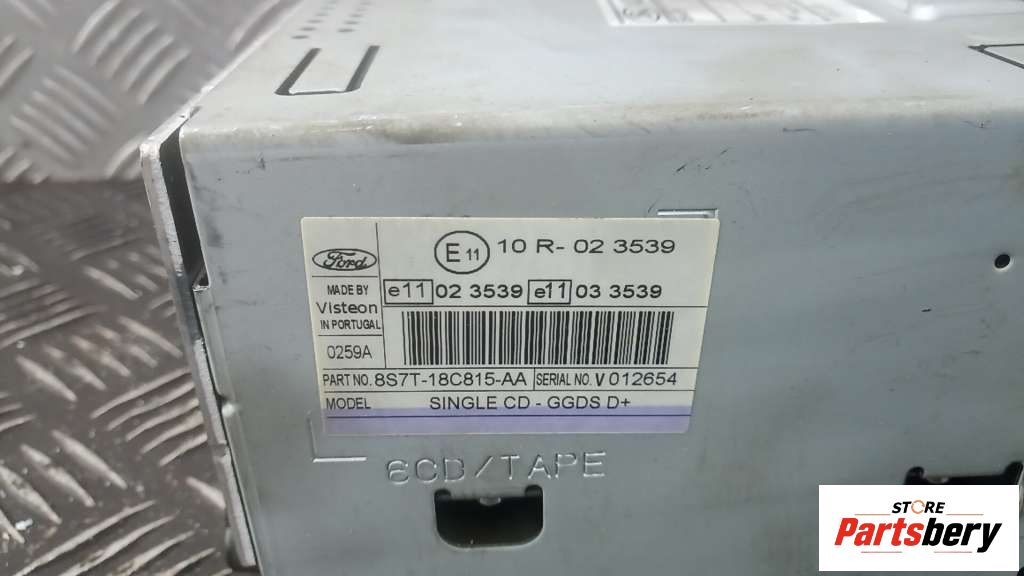 E 11 10 R- 02 3539
Ford
e11 02 3539 e11 03 3539
MADE BY
Visteon
IN PORTUGAL
0259A
PART NO. 8S7T-18C815-AA SERIAL NO. V 012654
MODEL SINGLE CD - GGDS D+
6CD/TAPE
STORE
Partsbery